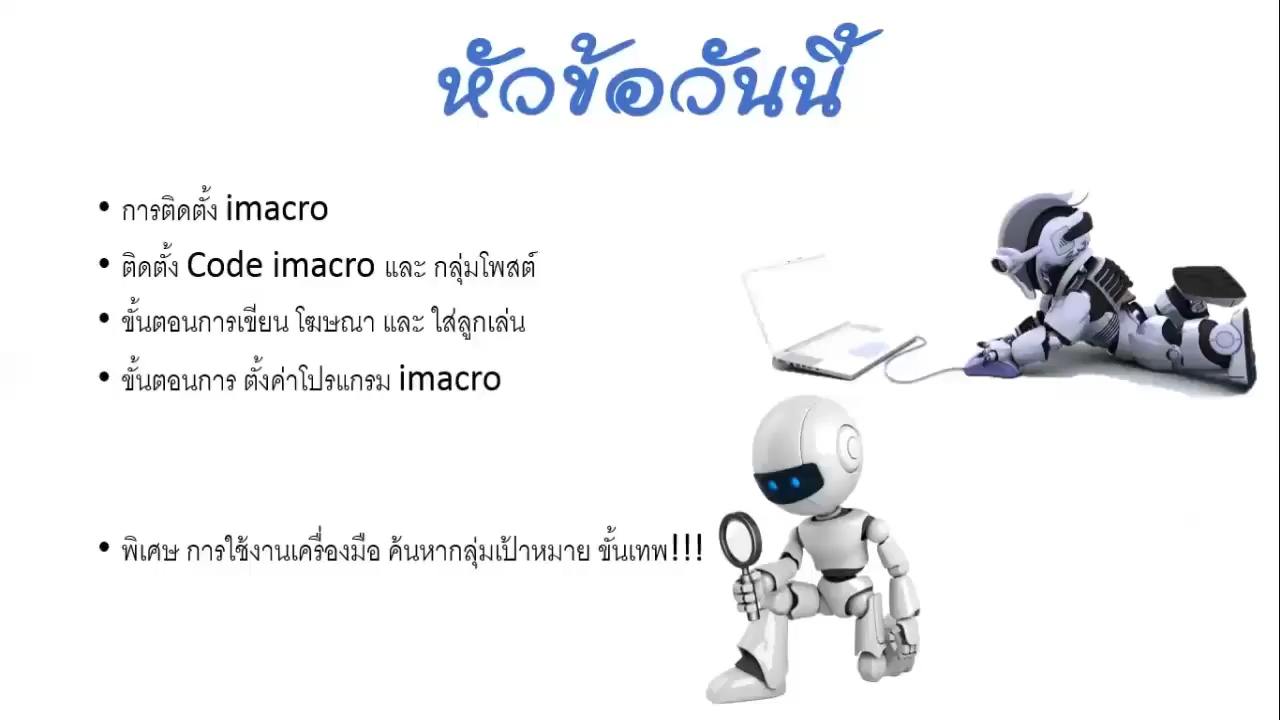 หัวข้อวันนี้
• การติดตั้ง imacro
• ติดตั้ง Code imacro และ กลุ่มโพสต์
• ขั้นตอนการเขียน โฆษณา และ ใส่ลูกเล่น
• ขั้นตอนการ ตั้งค่าโปรแกรม imacro
• พิเศษ การใช้งานเครื่องมือ ค้นหากลุ่มเป้าหมาย ขั้นเทพ!!!